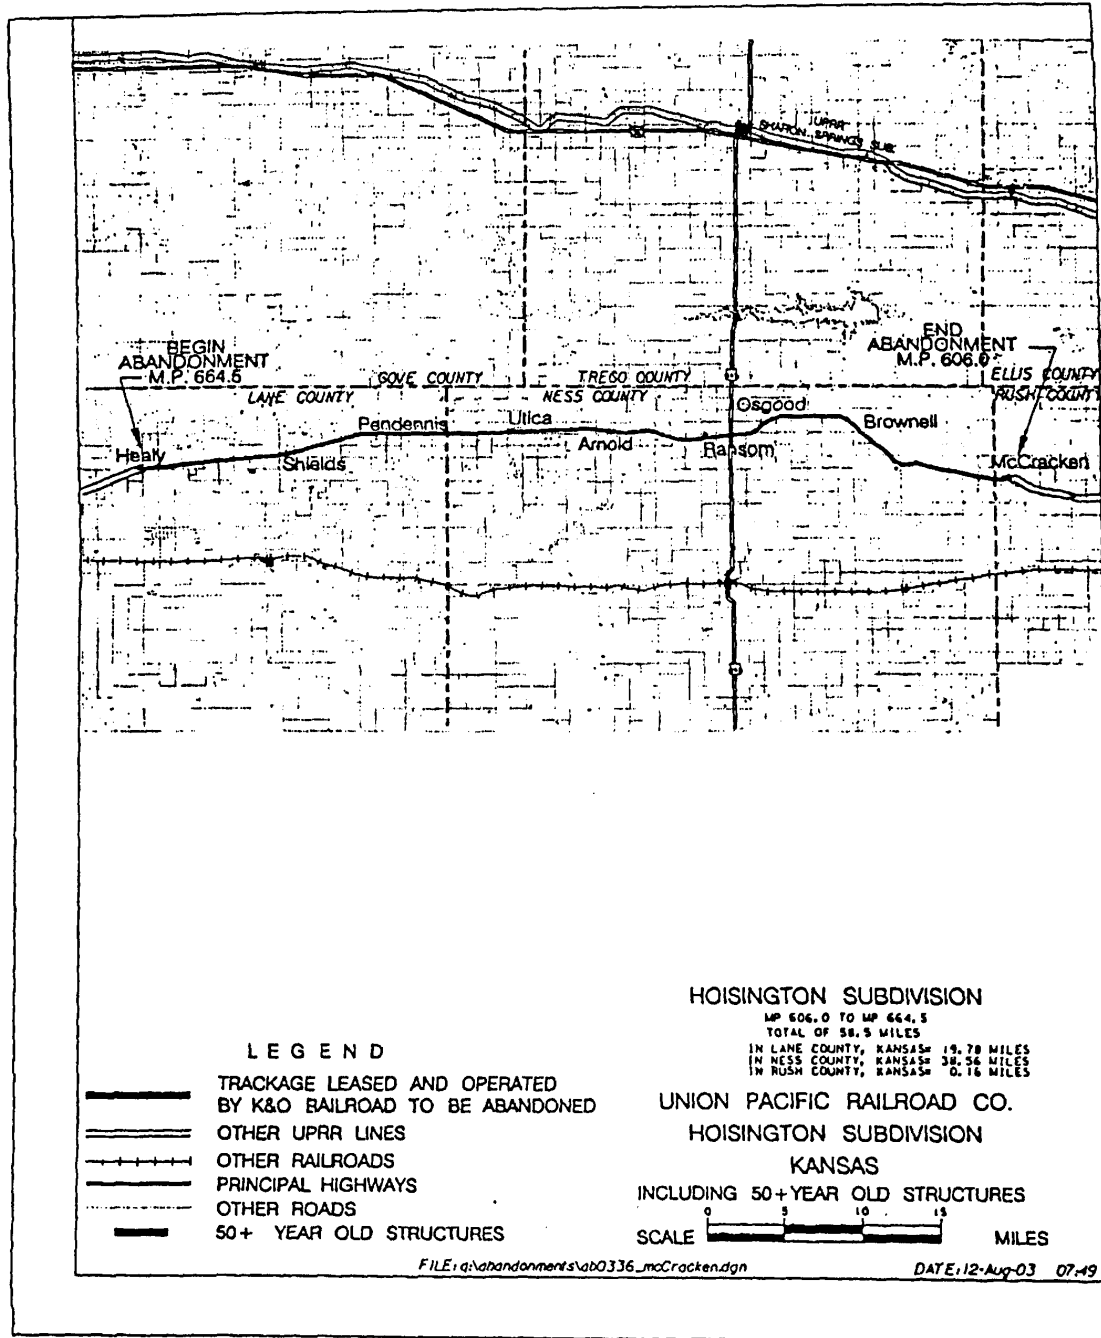 UPRR
SHARON SPRINGS SUB.
BEGIN
ABANDONMENT
M.P. 664.5
END
ABANDONMENT
M.P. 606.0
GOVE COUNTY
TREGO COUNTY
ELLIS COUNTY
LANE COUNTY
NESS COUNTY
RUSH COUNTY
Healy
Shields
Pendennis
Utica
Arnold
Ransom
Osgood
Brownell
McCracken
HOISINGTON SUBDIVISION
MP 606.0 TO MP 664.5
TOTAL OF 58.5 MILES
IN LANE COUNTY, KANSAS= 19.78 MILES
IN NESS COUNTY, KANSAS= 38.56 MILES
IN RUSH COUNTY, KANSAS= 0.16 MILES
UNION PACIFIC RAILROAD CO.
HOISINGTON SUBDIVISION
KANSAS
INCLUDING 50+YEAR OLD STRUCTURES
0 5 10 15
SCALE MILES
LEGEND
TRACKAGE LEASED AND OPERATED
BY K&O RAILROAD TO BE ABANDONED
OTHER UPRR LINES
OTHER RAILROADS
PRINCIPAL HIGHWAYS
OTHER ROADS
50+ YEAR OLD STRUCTURES
FILE: q:\abandonments\ab0336_mcCracken.dgn
DATE: 12-Aug-03 07:49